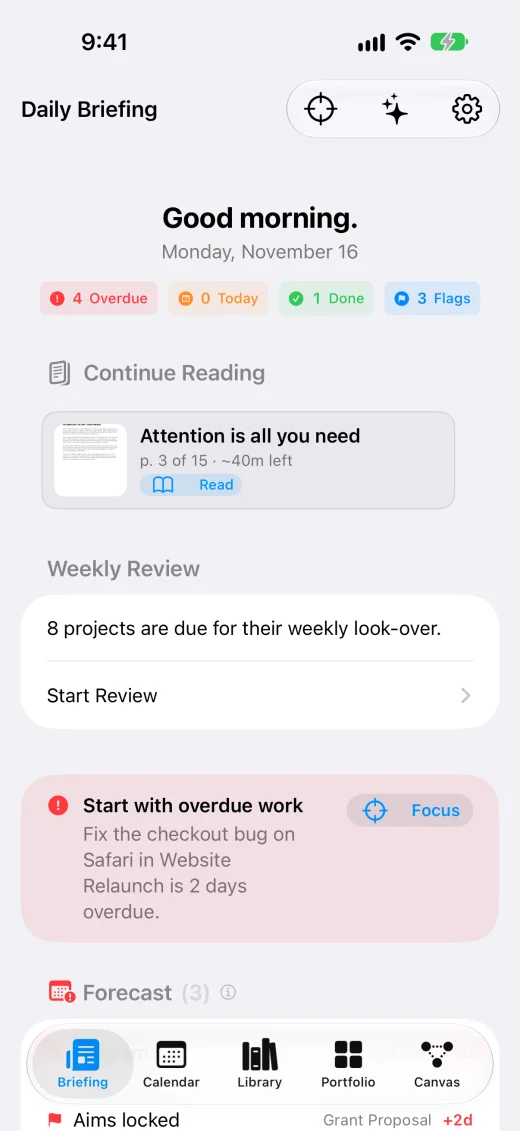 9:41
Daily Briefing
Good morning.
Monday, November 16
4 Overdue
0 Today
1 Done
3 Flags
Continue Reading
Attention is all you need
p. 3 of 15 · ~40m left
Read
Weekly Review
8 projects are due for their weekly look-over.
Start Review
Start with overdue work
Focus
Fix the checkout bug on
Safari in Website
Relaunch is 2 days
overdue.
Forecast (3)
Briefing
Calendar
Library
Portfolio
Canvas
Aims locked
Grant Proposal +2d